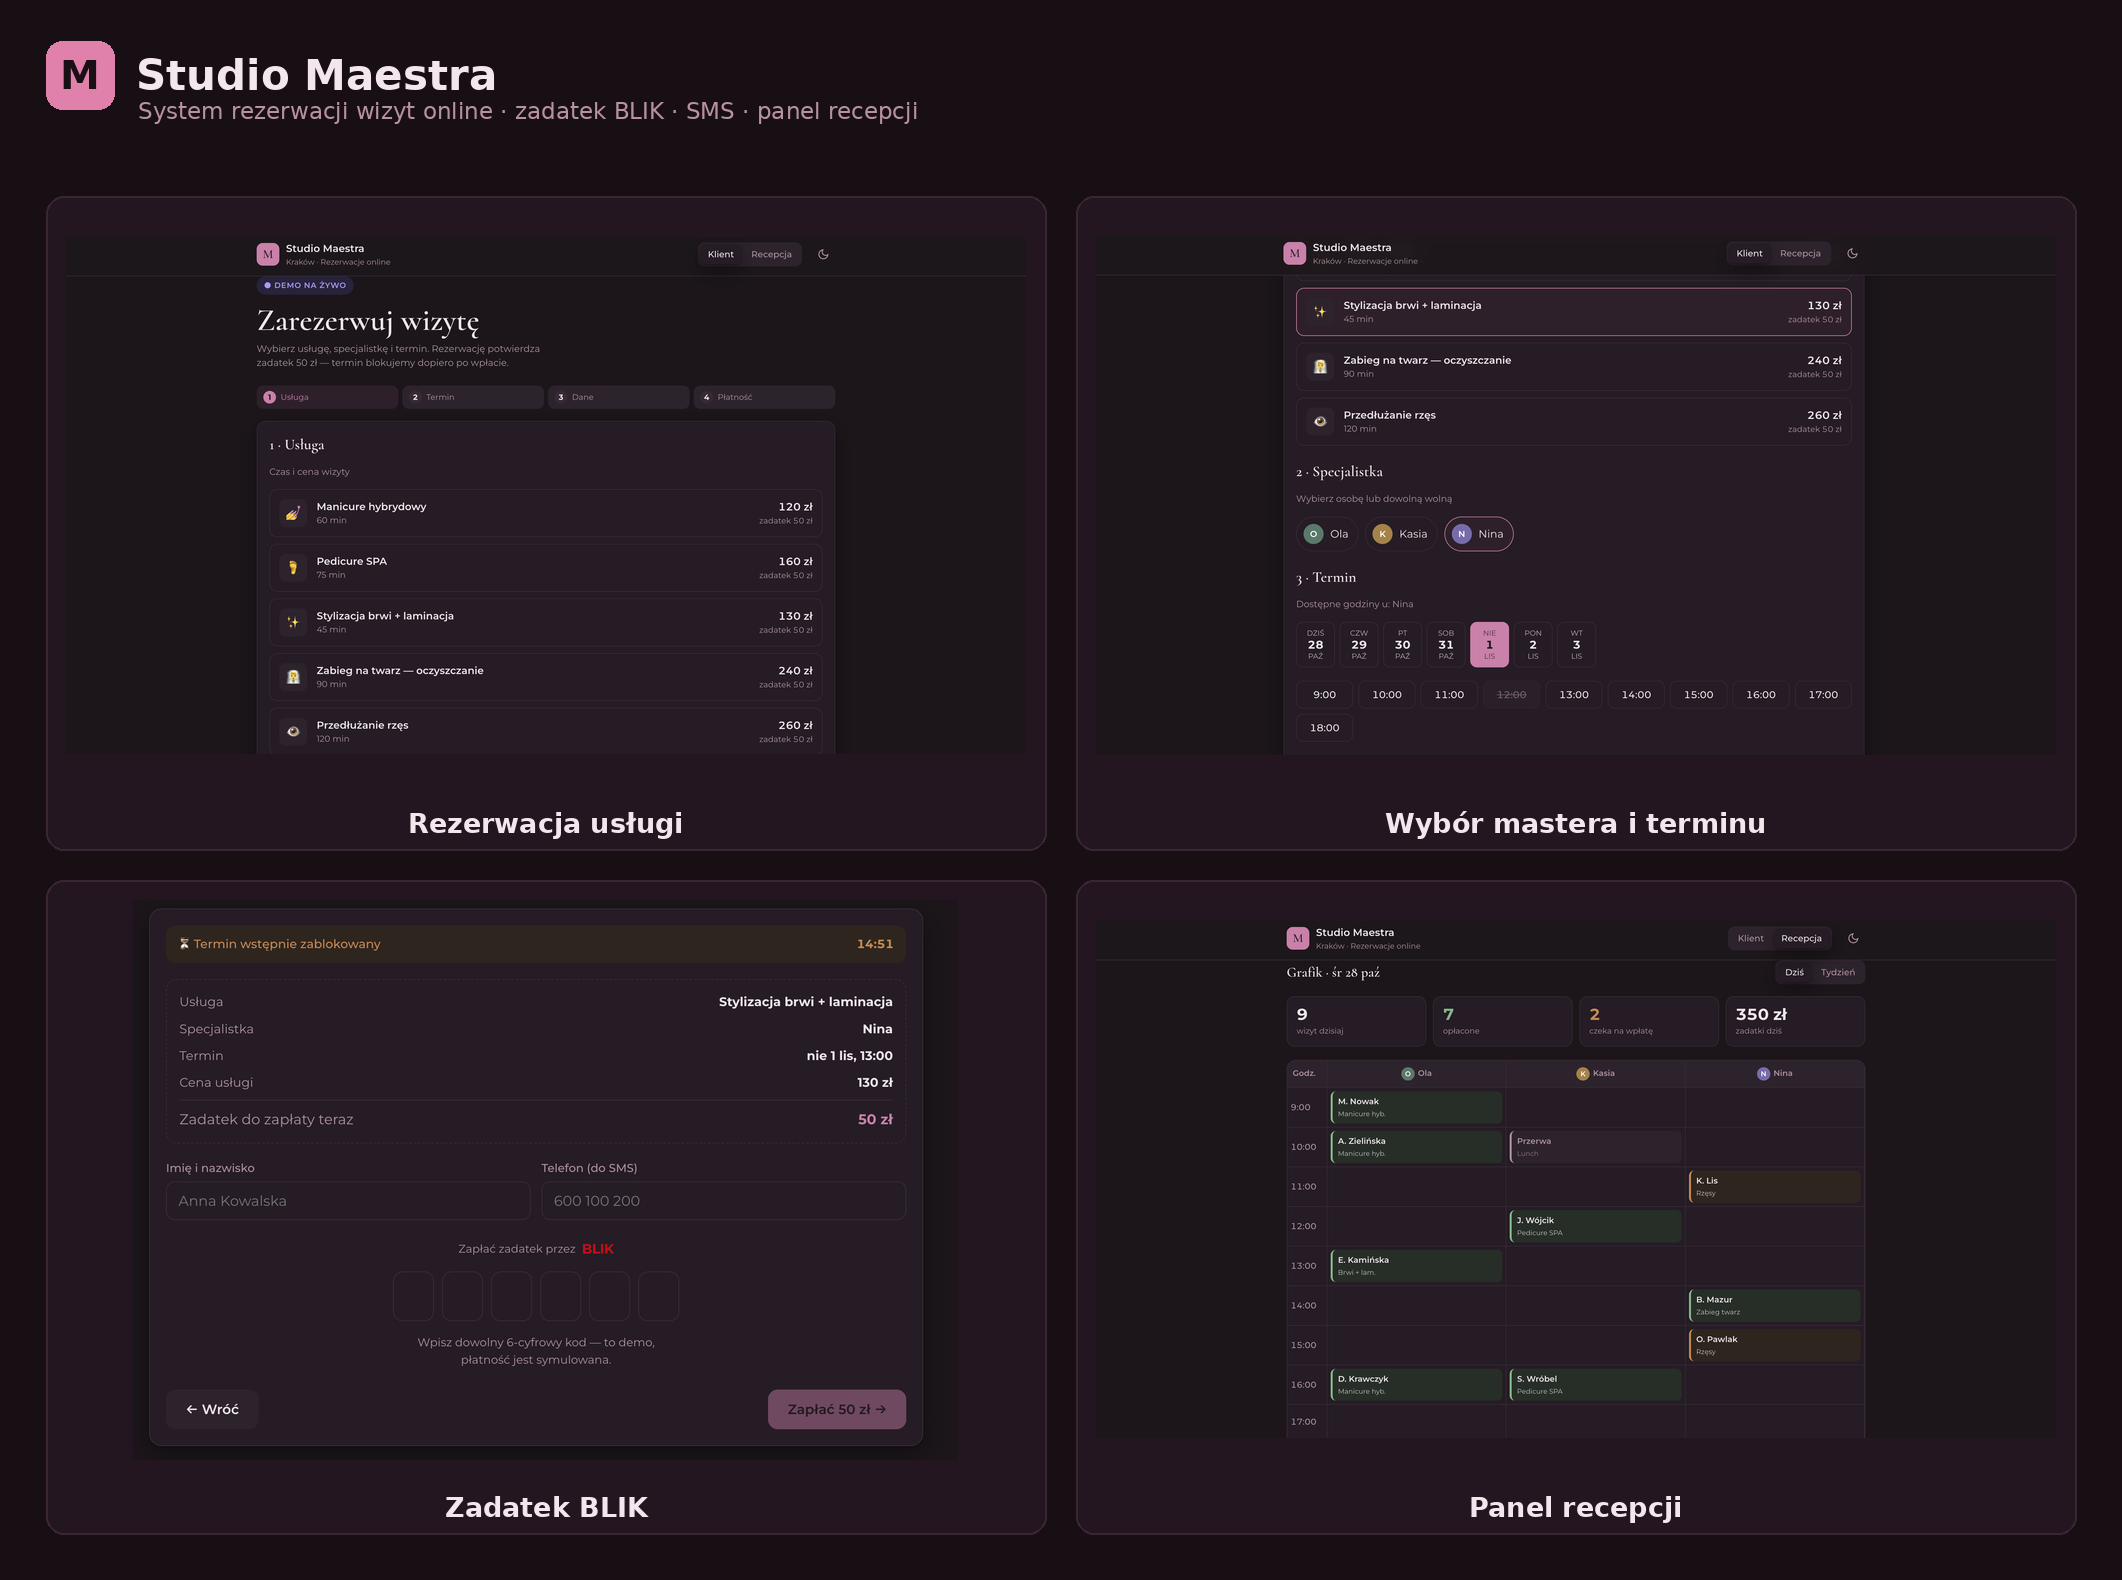 M
Studio Maestra
System rezerwacji wizyt online · zadatek BLIK · SMS · panel recepcji
M
Studio Maestra
Kraków · Rezerwacje online
Klient
Recepcja
DEMO NA ŻYWO
Zarezerwuj wizytę
Wybierz usługę, specjalistkę i termin. Rezerwację potwierdza
zadatek 50 zł — termin blokujemy dopiero po wpłacie.
1 Usługa
2 Termin
3 Dane
4 Płatność
1 · Usługa
Czas i cena wizyty
Manicure hybrydowy 120 zł
60 min zadatek 50 zł
Pedicure SPA 160 zł
75 min zadatek 50 zł
Stylizacja brwi + laminacja 130 zł
45 min zadatek 50 zł
Zabieg na twarz — oczyszczanie 240 zł
90 min zadatek 50 zł
Przedłużanie rzęs 260 zł
120 min zadatek 50 zł
Rezerwacja usługi
M
Studio Maestra
Kraków · Rezerwacje online
Klient
Recepcja
Stylizacja brwi + laminacja 130 zł
45 min zadatek 50 zł
Zabieg na twarz — oczyszczanie 240 zł
90 min zadatek 50 zł
Przedłużanie rzęs 260 zł
120 min zadatek 50 zł
2 · Specjalistka
Wybierz osobę lub dowolną wolną
O Ola
K Kasia
N Nina
3 · Termin
Dostępne godziny u: Nina
DZIŚ CZW PT SOB NIE PON WT
28 29 30 31 1 2 3
PAŹ PAŹ PAŹ PAŹ LIS LIS LIS
9:00 10:00 11:00 12:00 13:00 14:00 15:00 16:00 17:00
18:00
Wybór mastera i terminu
Termin wstępnie zablokowany 14:51
Usługa Stylizacja brwi + laminacja
Specjalistka Nina
Termin nie 1 lis, 13:00
Cena usługi 130 zł
Zadatek do zapłaty teraz 50 zł
Imię i nazwisko Telefon (do SMS)
Anna Kowalska 600 100 200
Zapłać zadatek przez BLIK
Wpisz dowolny 6-cyfrowy kod — to demo,
płatność jest symulowana.
← Wróć
Zapłać 50 zł →
Zadatek BLIK
M
Studio Maestra
Kraków · Rezerwacje online
Klient
Recepcja
Grafik · śr 28 paź
Dziś
Tydzień
9 7 2 350 zł
wizyt dzisiaj opłacone czeka na wpłatę zadatki dziś
Godz. O Ola K Kasia N Nina
9:00 M. Nowak
Manicure hyb.
10:00 A. Zielińska Przerwa
Manicure hyb. Lunch
11:00 K. Lis
Rzęsy
12:00 J. Wójcik
Pedicure SPA
13:00 E. Kamińska
Brwi + lam.
14:00 B. Mazur
Zabieg twarz
15:00 O. Pawlak
Rzęsy
16:00 D. Krawczyk S. Wróbel
Manicure hyb. Pedicure SPA
17:00
Panel recepcji